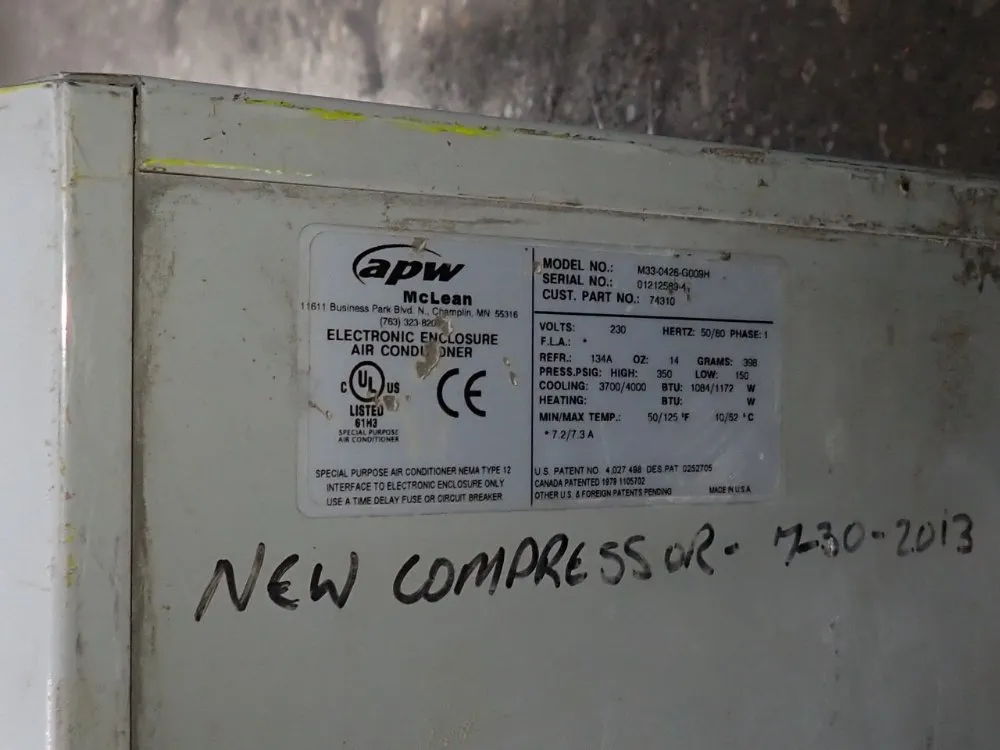 apw
McLean
11611 Business Park Blvd. N., Champlin, MN 55316
(763) 323-8200
ELECTRONIC ENCLOSURE
AIR CONDITIONER
C UL US
LISTED
61H3
SPECIAL PURPOSE
AIR CONDITIONER
CE
SPECIAL PURPOSE AIR CONDITIONER NEMA TYPE 12
INTERFACE TO ELECTRONIC ENCLOSURE ONLY
USE A TIME DELAY FUSE OR CIRCUIT BREAKER
MODEL NO.: M33-0426-G009H
SERIAL NO.:
CUST. PART NO.: 74310
VOLTS: 230 HERTZ: 50/60 PHASE: 1
F.L.A.: *
REFR.: 134A OZ: 14 GRAMS: 398
PRESS.PSIG: HIGH: 350 LOW: 150
COOLING: 3700/4000 BTU: 1084/1172 W
HEATING: BTU: W
MIN/MAX TEMP.: 50/125 °F 10/52 °C
* 7.2/7.3 A
U.S. PATENT NO. 4,027,498 DES.PAT 0252705
CANADA PATENTED 1979 1105702
OTHER U.S. & FOREIGN PATENTS PENDING MADE IN U.S.A
NEW COMPRESSOR- 7-30-2013